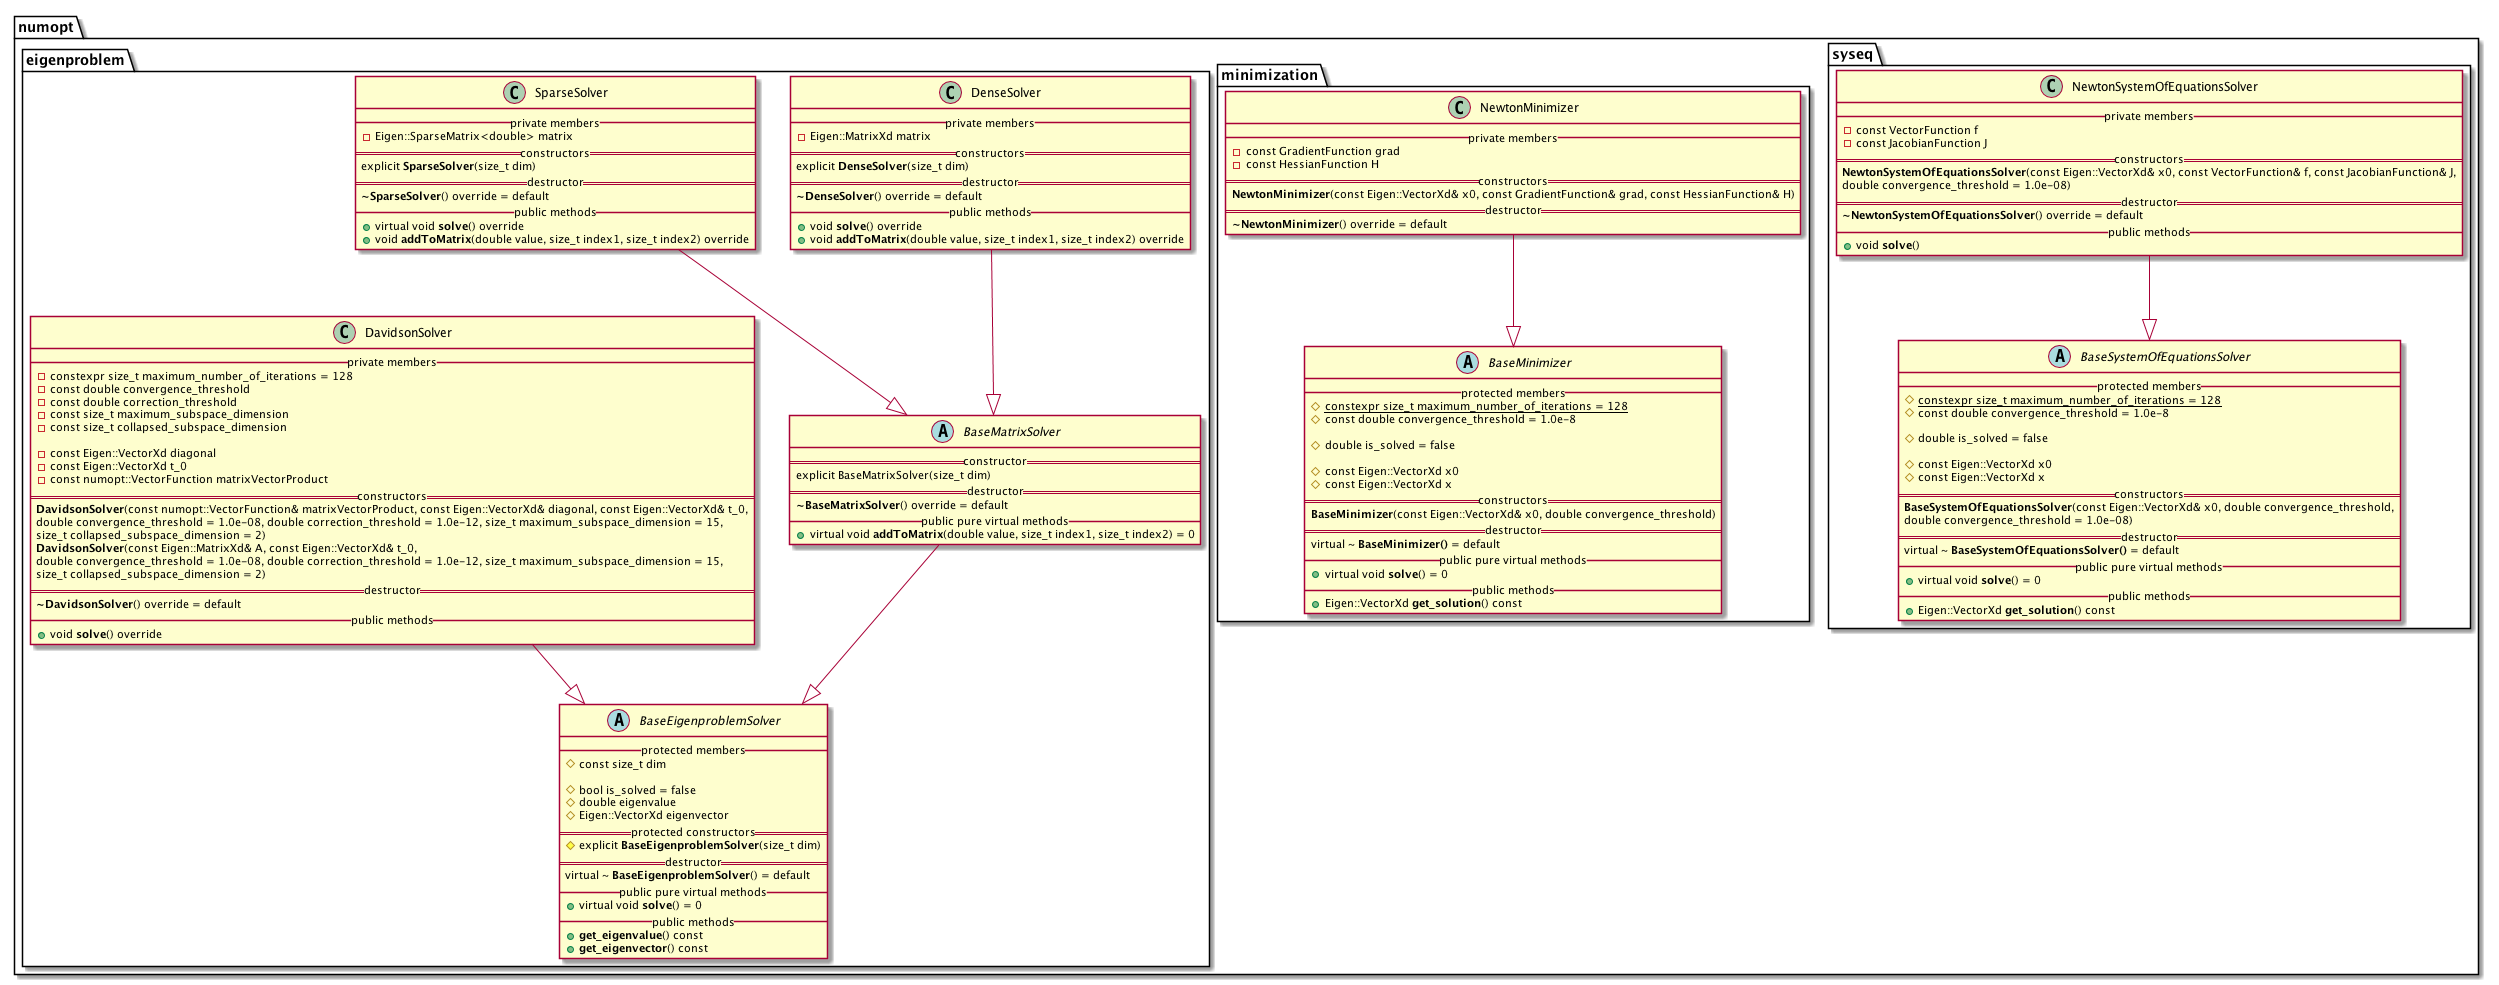 numopt
eigenproblem
C SparseSolver
private members
Eigen::SparseMatrix<double> matrix
constructors
explicit SparseSolver(size_t dim)
destructor
~SparseSolver() override = default
public methods
virtual void solve() override
void addToMatrix(double value, size_t index1, size_t index2) override
C DenseSolver
private members
Eigen::MatrixXd matrix
constructors
explicit DenseSolver(size_t dim)
destructor
~DenseSolver() override = default
public methods
void solve() override
void addToMatrix(double value, size_t index1, size_t index2) override
C DavidsonSolver
private members
constexpr size_t maximum_number_of_iterations = 128
const double convergence_threshold
const double correction_threshold
const size_t maximum_subspace_dimension
const size_t collapsed_subspace_dimension
const Eigen::VectorXd diagonal
const Eigen::VectorXd t_0
const numopt::VectorFunction matrixVectorProduct
constructors
DavidsonSolver(const numopt::VectorFunction& matrixVectorProduct, const Eigen::VectorXd& diagonal, const Eigen::VectorXd& t_0,
double convergence_threshold = 1.0e-08, double correction_threshold = 1.0e-12, size_t maximum_subspace_dimension = 15,
size_t collapsed_subspace_dimension = 2)
DavidsonSolver(const Eigen::MatrixXd& A, const Eigen::VectorXd& t_0,
double convergence_threshold = 1.0e-08, double correction_threshold = 1.0e-12, size_t maximum_subspace_dimension = 15,
size_t collapsed_subspace_dimension = 2)
destructor
~DavidsonSolver() override = default
public methods
void solve() override
A BaseMatrixSolver
constructor
explicit BaseMatrixSolver(size_t dim)
destructor
~BaseMatrixSolver() override = default
public pure virtual methods
virtual void addToMatrix(double value, size_t index1, size_t index2) = 0
A BaseEigenproblemSolver
protected members
const size_t dim
bool is_solved = false
double eigenvalue
Eigen::VectorXd eigenvector
protected constructors
explicit BaseEigenproblemSolver(size_t dim)
destructor
virtual ~ BaseEigenproblemSolver() = default
public pure virtual methods
virtual void solve() = 0
public methods
get_eigenvalue() const
get_eigenvector() const
minimization
C NewtonMinimizer
private members
const GradientFunction grad
const HessianFunction H
constructors
NewtonMinimizer(const Eigen::VectorXd& x0, const GradientFunction& grad, const HessianFunction& H)
destructor
~NewtonMinimizer() override = default
A BaseMinimizer
protected members
constexpr size_t maximum_number_of_iterations = 128
const double convergence_threshold = 1.0e-8
double is_solved = false
const Eigen::VectorXd x0
const Eigen::VectorXd x
constructors
BaseMinimizer(const Eigen::VectorXd& x0, double convergence_threshold)
destructor
virtual ~ BaseMinimizer() = default
public pure virtual methods
virtual void solve() = 0
public methods
Eigen::VectorXd get_solution() const
syseq
C NewtonSystemOfEquationsSolver
private members
const VectorFunction f
const JacobianFunction J
constructors
NewtonSystemOfEquationsSolver(const Eigen::VectorXd& x0, const VectorFunction& f, const JacobianFunction& J,
double convergence_threshold = 1.0e-08)
destructor
~NewtonSystemOfEquationsSolver() override = default
public methods
void solve()
A BaseSystemOfEquationsSolver
protected members
constexpr size_t maximum_number_of_iterations = 128
const double convergence_threshold = 1.0e-8
double is_solved = false
const Eigen::VectorXd x0
const Eigen::VectorXd x
constructors
BaseSystemOfEquationsSolver(const Eigen::VectorXd& x0, double convergence_threshold,
double convergence_threshold = 1.0e-08)
destructor
virtual ~ BaseSystemOfEquationsSolver() = default
public pure virtual methods
virtual void solve() = 0
public methods
Eigen::VectorXd get_solution() const